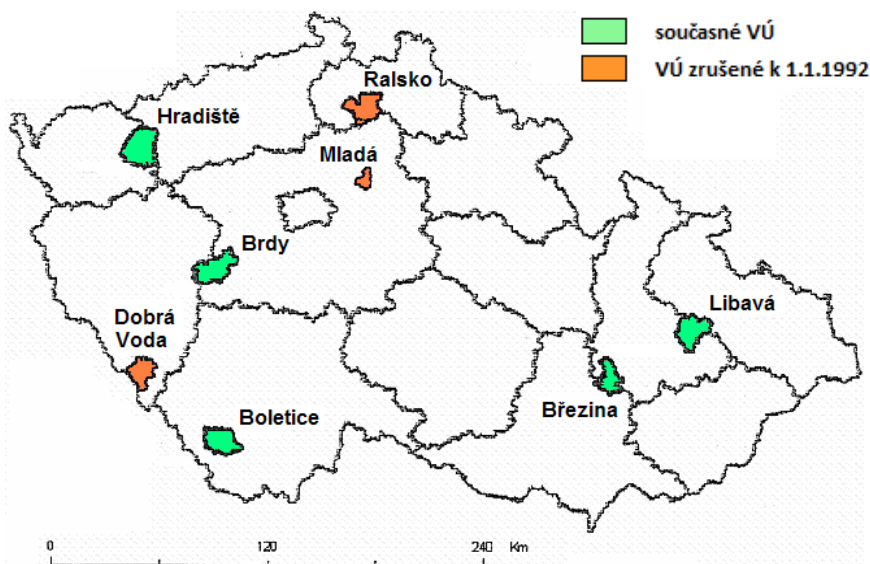 současné VÚ
VÚ zrušené k 1.1.1992
Ralsko
Hradiště
Mladá
Brdy
Libavá
Dobrá
Voda
Březina
Boletice
0 120 240 Km